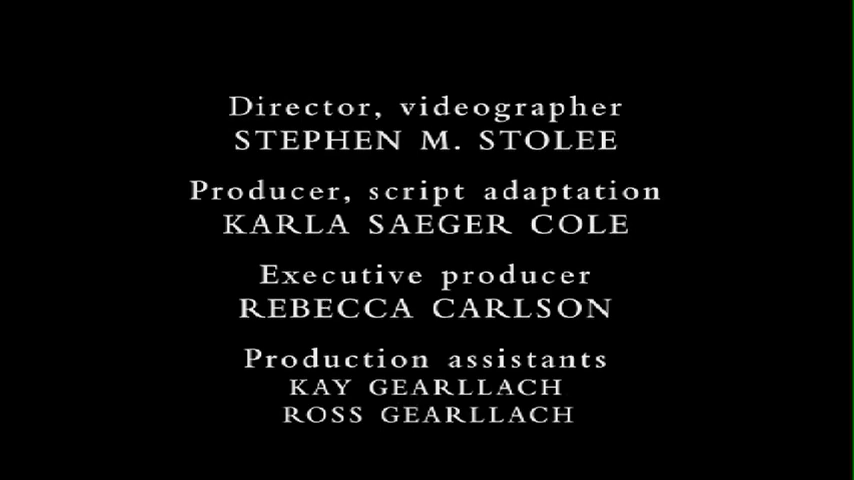 Director, videographer
STEPHEN M. STOLEE
Producer, script adaptation
KARLA SAEGER COLE
Executive producer
REBECCA CARLSON
Production assistants
KAY GEARLLACH
ROSS GEARLLACH